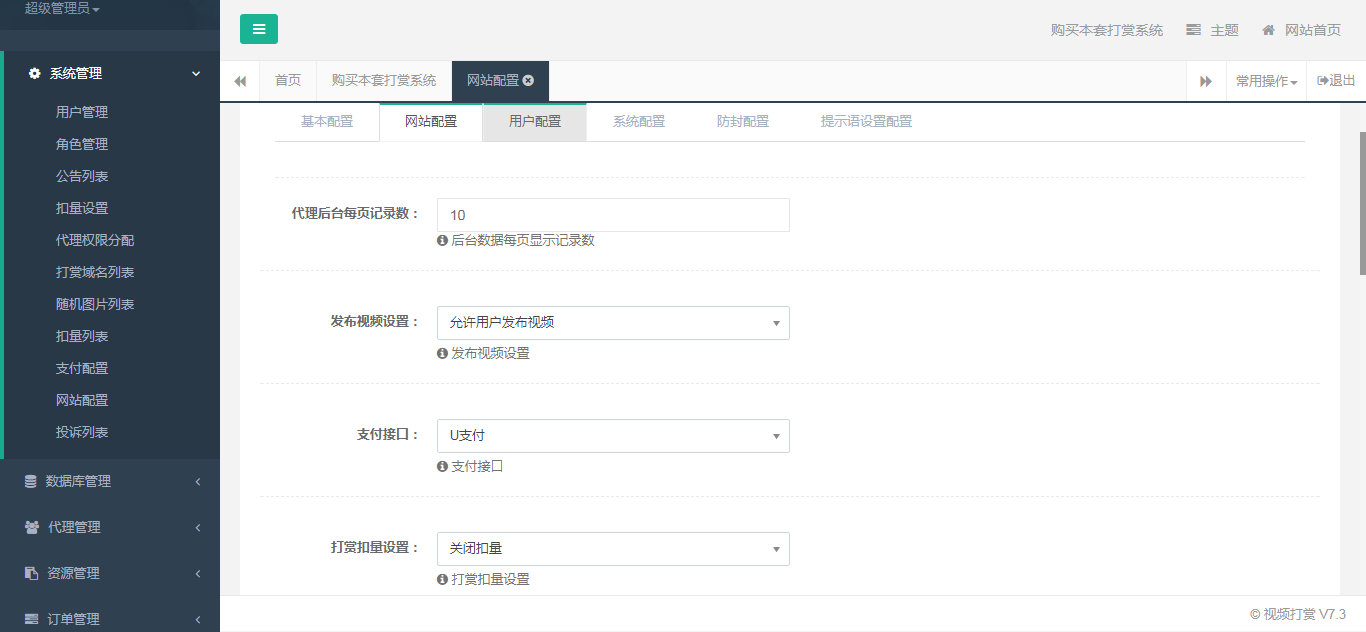 超级管理员
购买本套打赏系统 主题 网站首页
系统管理
首页 购买本套打赏系统 网站配置 常用操作 退出
用户管理
角色管理
公告列表
扣量设置
代理权限分配
打赏域名列表
随机图片列表
扣量列表
支付配置
网站配置
投诉列表
数据库管理
代理管理
资源管理
订单管理
基本配置 网站配置 用户配置 系统配置 防封配置 提示语设置配置
代理后台每页记录数： 10
后台数据每页显示记录数
发布视频设置： 允许用户发布视频
发布视频设置
支付接口： U支付
支付接口
打赏扣量设置： 关闭扣量
打赏扣量设置
© 视频打赏 V7.3